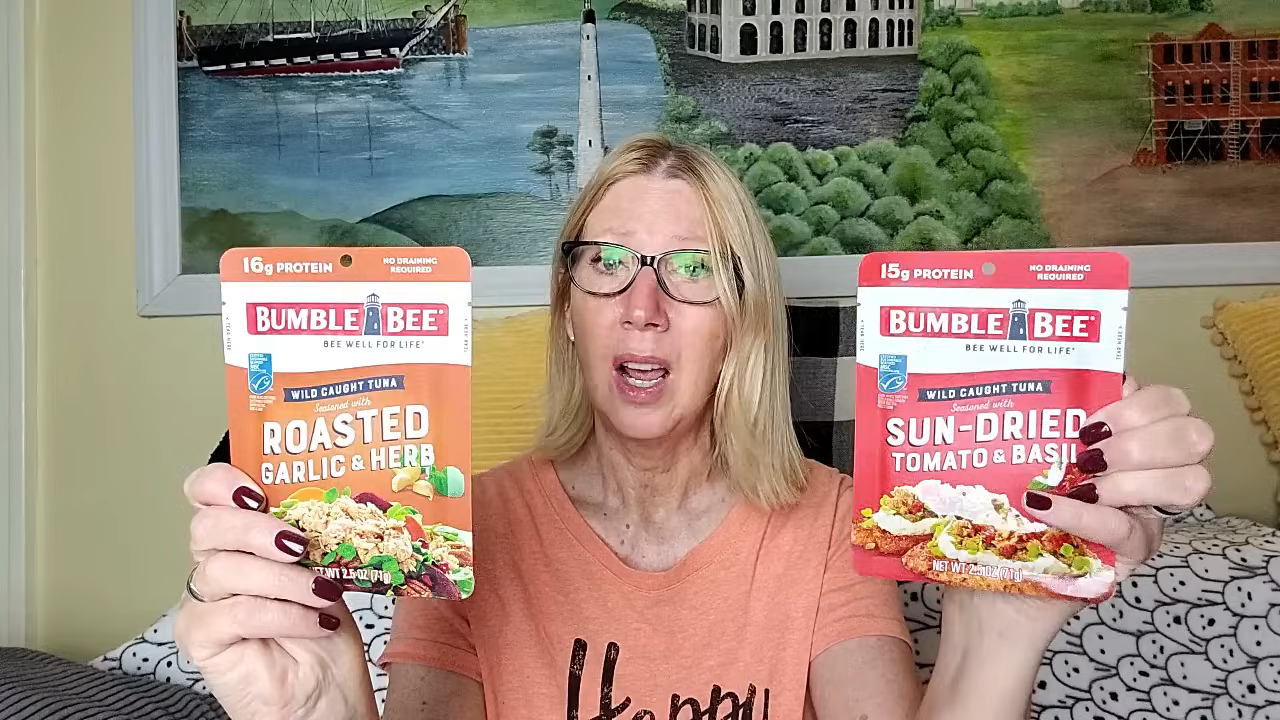 16g PROTEIN
NO DRAINING
REQUIRED
BUMBLE BEE®
BEE WELL FOR LIFE®
WILD CAUGHT TUNA
Seasoned with
ROASTED
GARLIC & HERB
NET WT 2.5 OZ (71g)
15g PROTEIN
NO DRAINING
REQUIRED
BUMBLE BEE®
BEE WELL FOR LIFE®
WILD CAUGHT TUNA
Seasoned with
SUN-DRIED
TOMATO & BASIL
NET WT 2.5 OZ (71g)
Happy